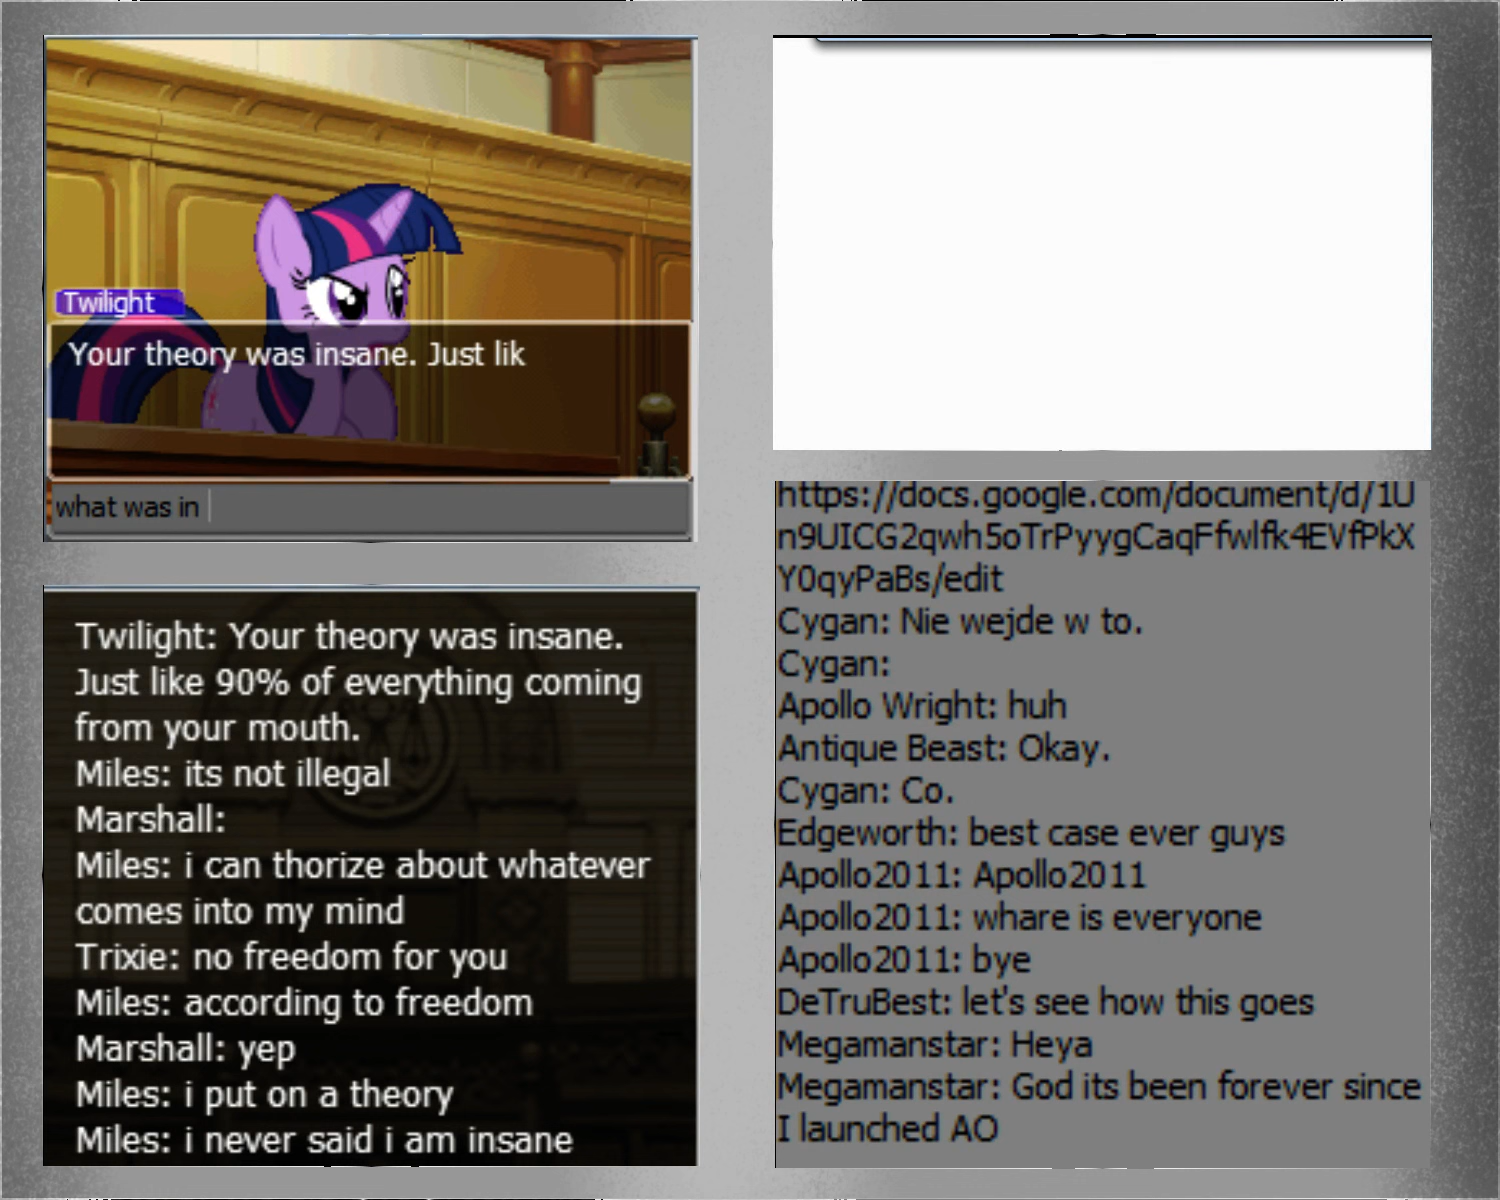 Twilight
Your theory was insane. Just lik
what was in
Twilight: Your theory was insane.
Just like 90% of everything coming
from your mouth.
Miles: its not illegal
Marshall:
Miles: i can thorize about whatever
comes into my mind
Trixie: no freedom for you
Miles: according to freedom
Marshall: yep
Miles: i put on a theory
Miles: i never said i am insane
https://docs.google.com/document/d/1U
n9UICG2qwh5oTrPyygCaqFfwlfk4EVfPkX
Y0qyPaBs/edit
Cygan: Nie wejde w to.
Cygan:
Apollo Wright: huh
Antique Beast: Okay.
Cygan: Co.
Edgeworth: best case ever guys
Apollo2011: Apollo2011
Apollo2011: whare is everyone
Apollo2011: bye
DeTruBest: let's see how this goes
Megamanstar: Heya
Megamanstar: God its been forever since
I launched AO